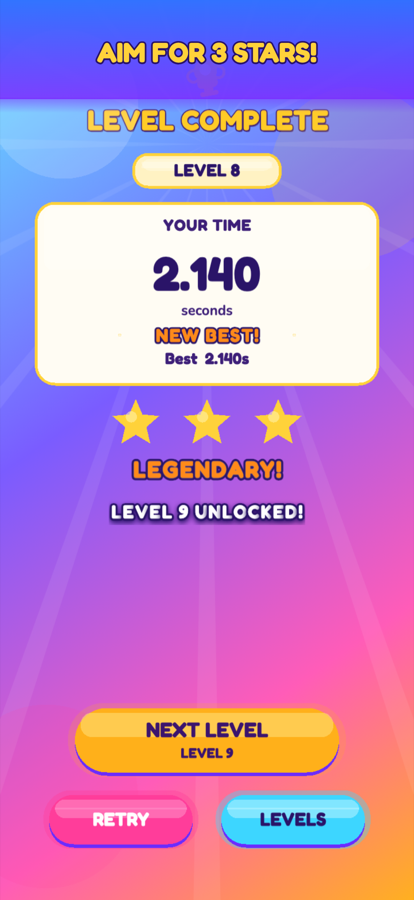 AIM FOR 3 STARS!
LEVEL COMPLETE
LEVEL 8
YOUR TIME
2.140
seconds
NEW BEST!
Best 2.140s
LEGENDARY!
LEVEL 9 UNLOCKED!
NEXT LEVEL
LEVEL 9
RETRY
LEVELS